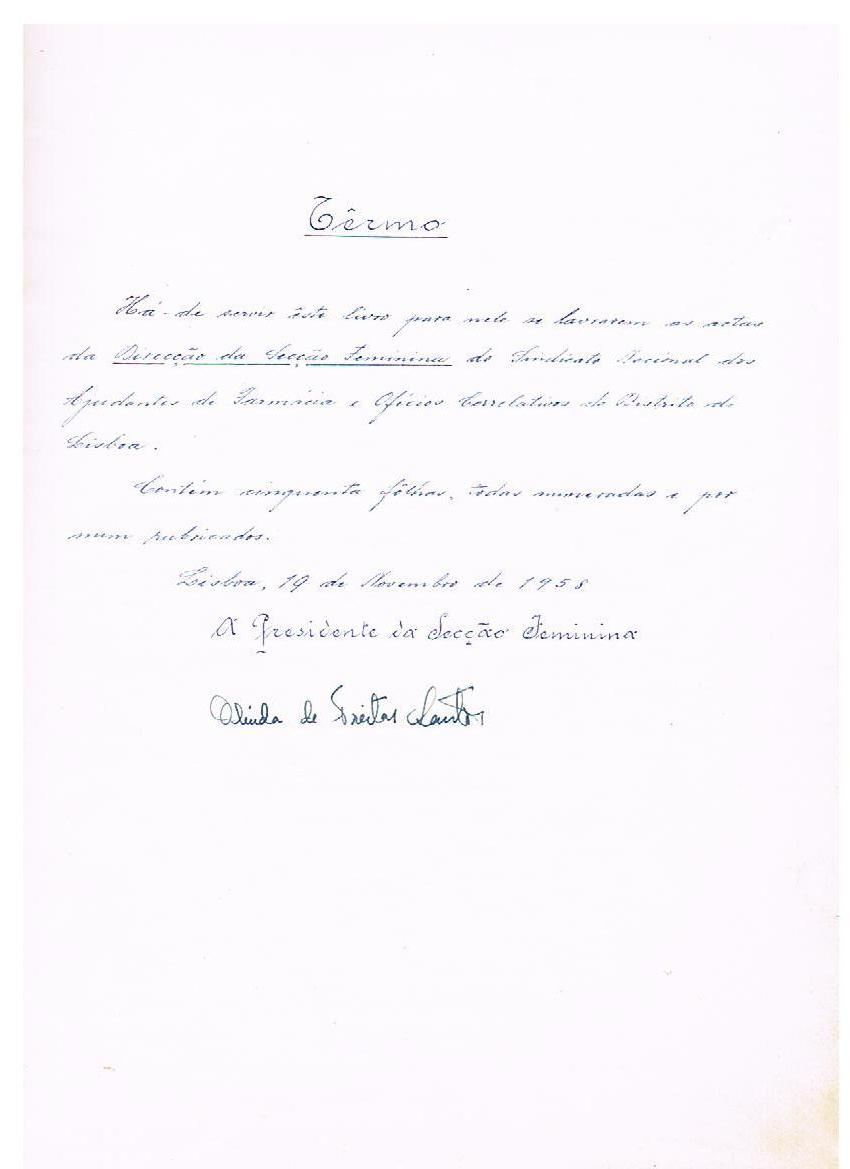 Têrmo
Há-de servir êste livro para nele se lavrarem as actas
da Direcção da Secção Feminina do Sindicato Nacional dos
Ajudantes de Farmácia e Ofícios Correlativos do Distrito de
Lisboa.
Contém cinquenta fôlhas, todas numeradas e por
mim rubricadas.
Lisboa, 19 de Novembro de 1958
A Presidente da Secção Feminina
Olinda de Freitas Santos